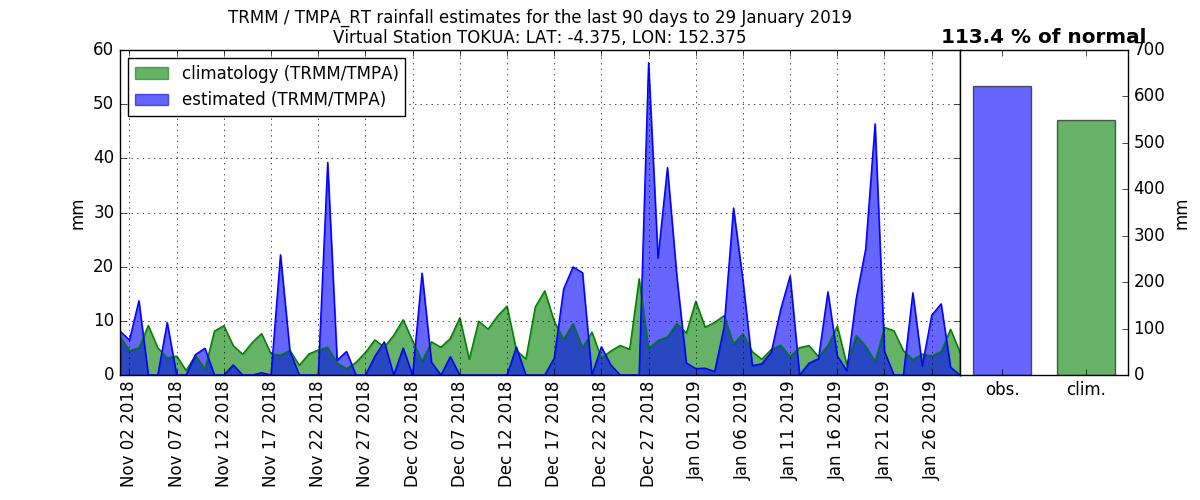 TRMM / TMPA_RT rainfall estimates for the last 90 days to 29 January 2019
Virtual Station TOKUA: LAT: -4.375, LON: 152.375
113.4 % of normal
climatology (TRMM/TMPA)
estimated (TRMM/TMPA)
60
50
40
30
20
10
0
mm
Nov 02 2018
Nov 07 2018
Nov 12 2018
Nov 17 2018
Nov 22 2018
Nov 27 2018
Dec 02 2018
Dec 07 2018
Dec 12 2018
Dec 17 2018
Dec 22 2018
Dec 27 2018
Jan 01 2019
Jan 06 2019
Jan 11 2019
Jan 16 2019
Jan 21 2019
Jan 26 2019
obs.
clim.
700
600
500
400
300
200
100
0
mm